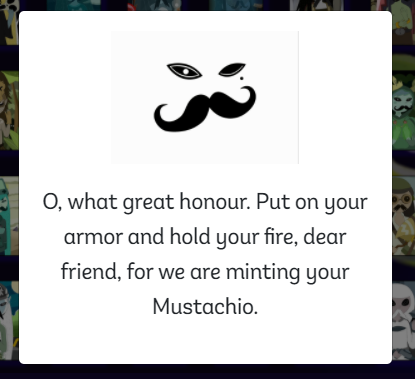 O, what great honour. Put on your
armor and hold your fire, dear
friend, for we are minting your
Mustachio.